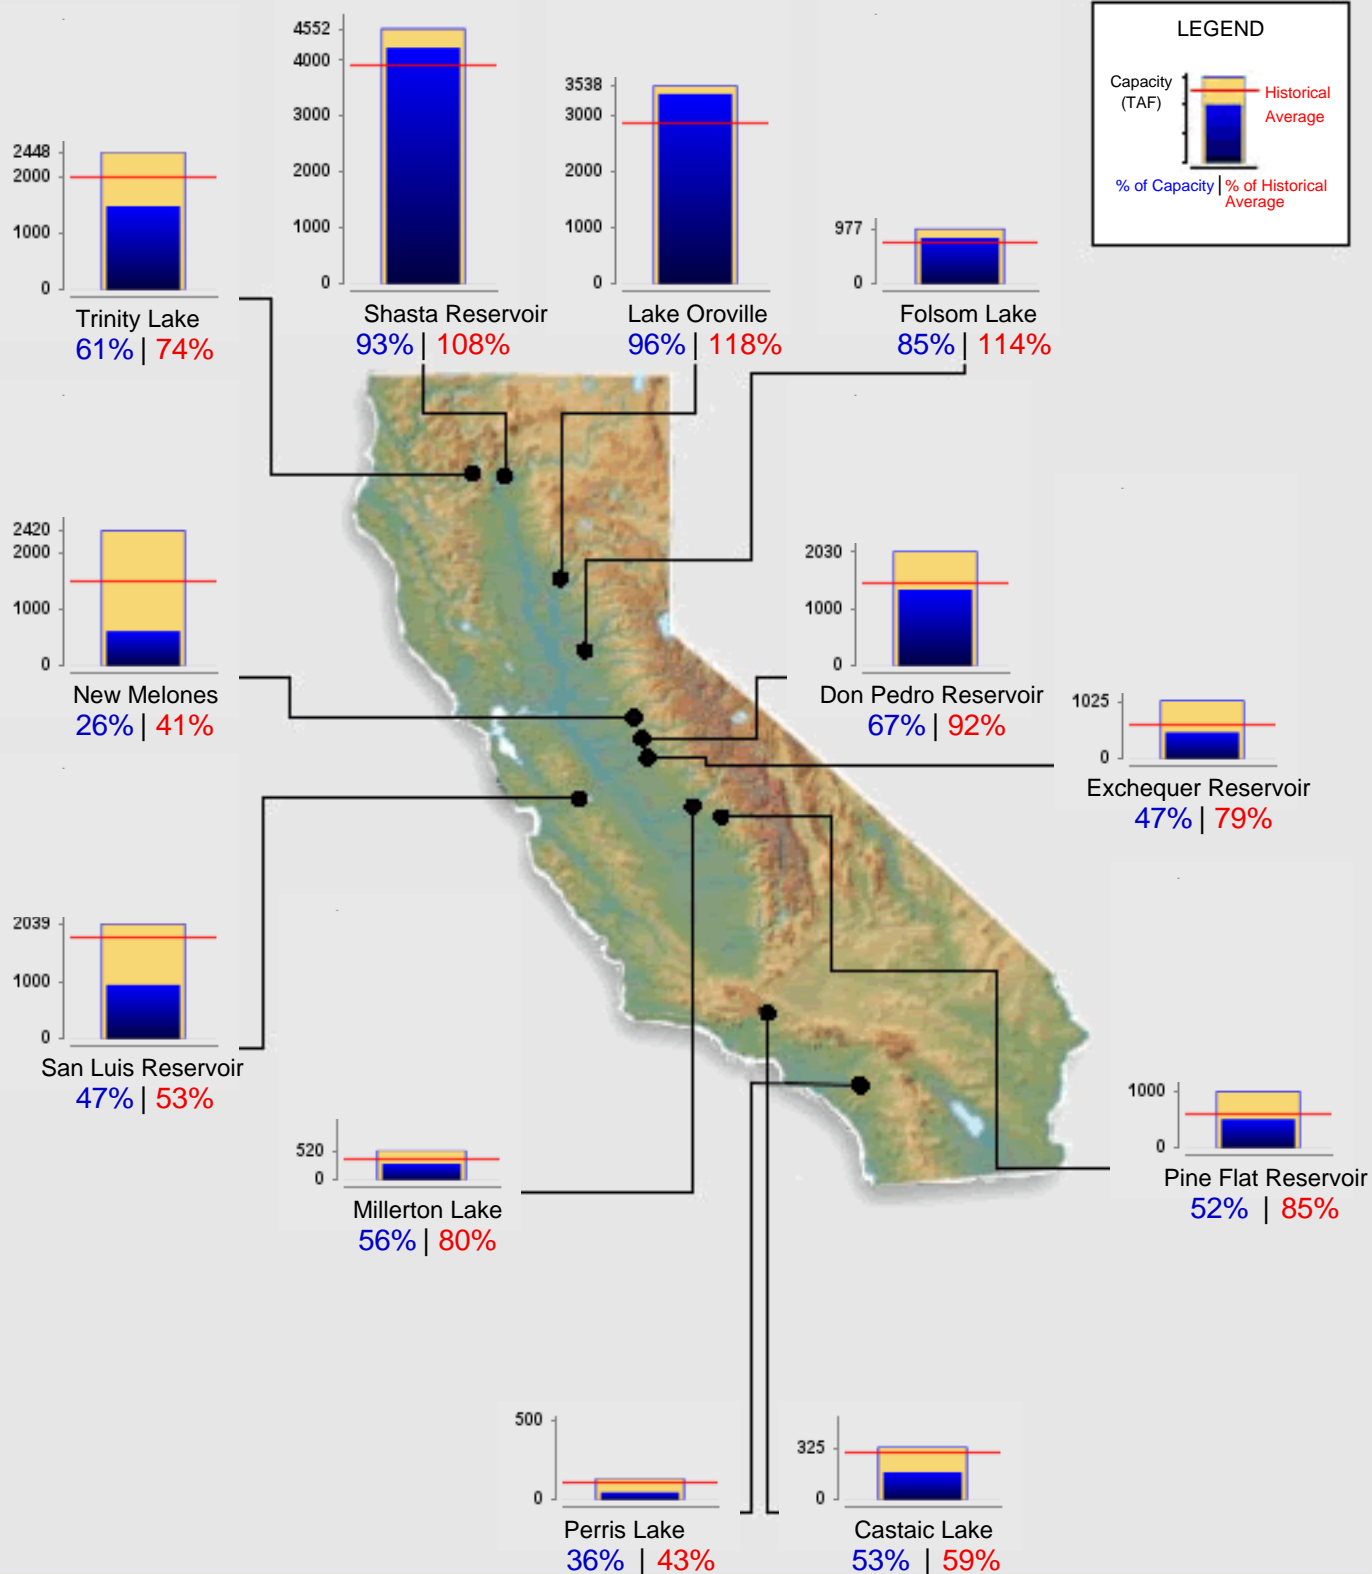 LEGEND
Capacity
(TAF)
Historical
Average
% of Capacity | % of Historical
Average
4552
4000
3000
2000
1000
0
Shasta Reservoir
93% | 108%
3538
3000
2000
1000
0
Lake Oroville
96% | 118%
2448
2000
1000
0
Trinity Lake
61% | 74%
977
0
Folsom Lake
85% | 114%
2420
2000
1000
0
New Melones
26% | 41%
2030
1000
0
Don Pedro Reservoir
67% | 92%
1025
0
Exchequer Reservoir
47% | 79%
2039
1000
0
San Luis Reservoir
47% | 53%
520
0
Millerton Lake
56% | 80%
1000
0
Pine Flat Reservoir
52% | 85%
500
0
Perris Lake
36% | 43%
325
0
Castaic Lake
53% | 59%